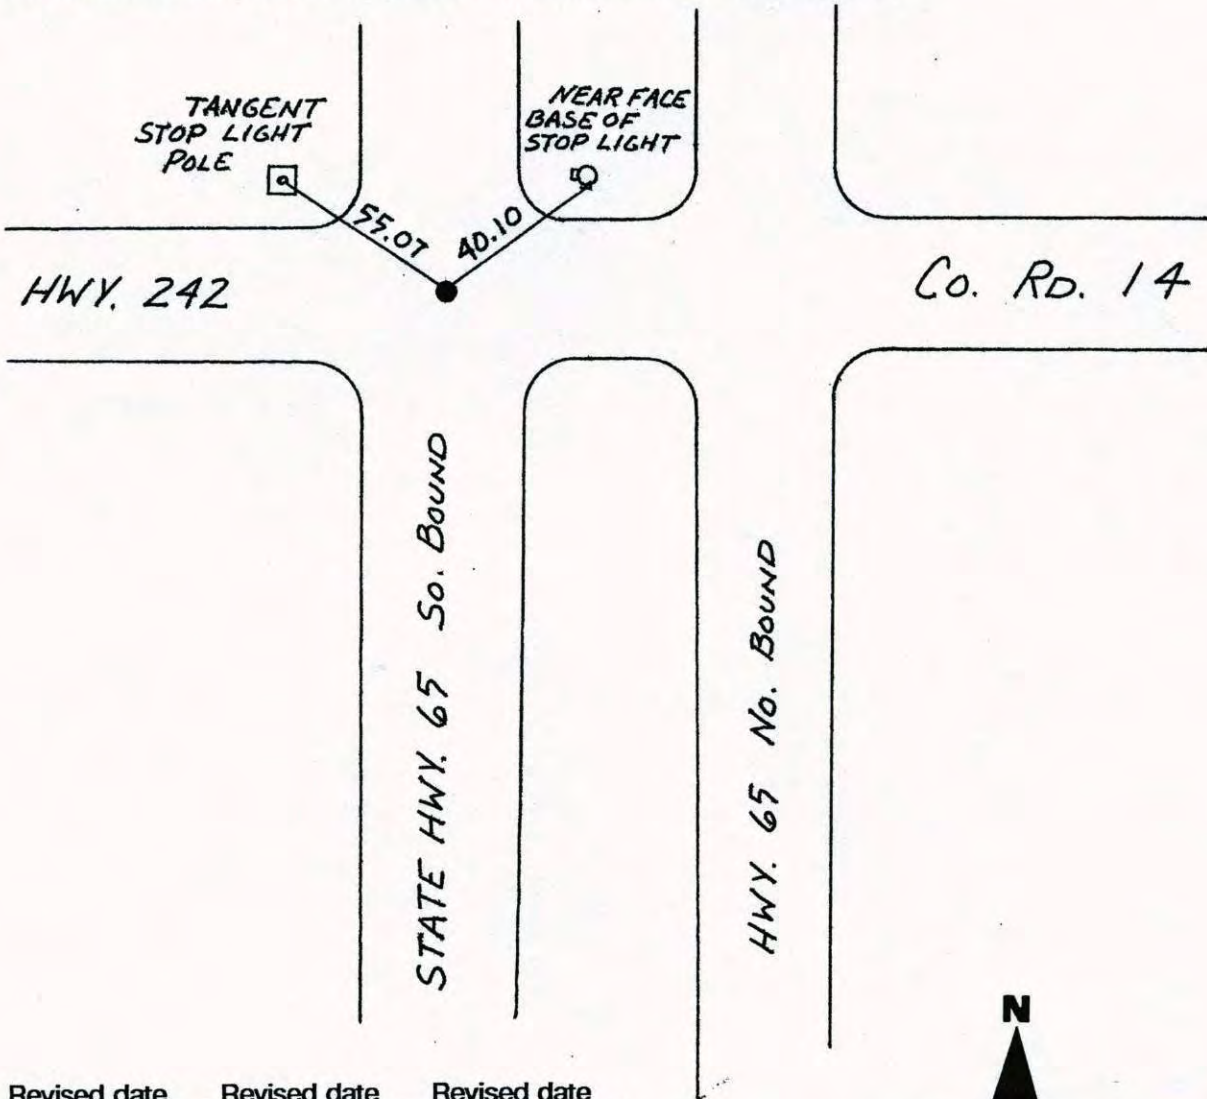 TANGENT
STOP LIGHT
POLE
NEAR FACE
BASE OF
STOP LIGHT
55.07
40.10
HWY. 242
CO. RD. 14
STATE HWY. 65 SO. BOUND
HWY. 65 NO. BOUND
N
Revised date Revised date Revised date